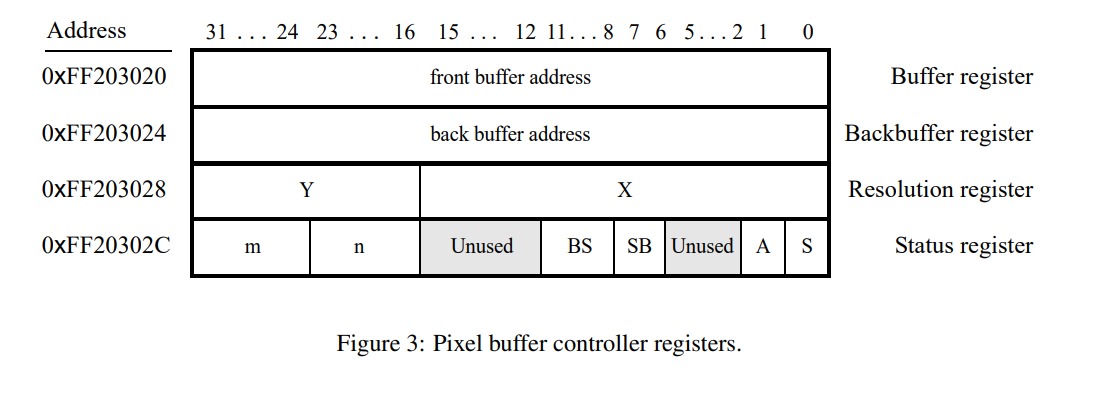 Address 31 ... 24 23 ... 16 15 ... 12 11...8 7 6 5...2 1 0
0xFF203020 front buffer address Buffer register
0xFF203024 back buffer address Backbuffer register
0xFF203028 Y X Resolution register
0xFF20302C m n Unused BS SB Unused A S Status register
Figure 3: Pixel buffer controller registers.